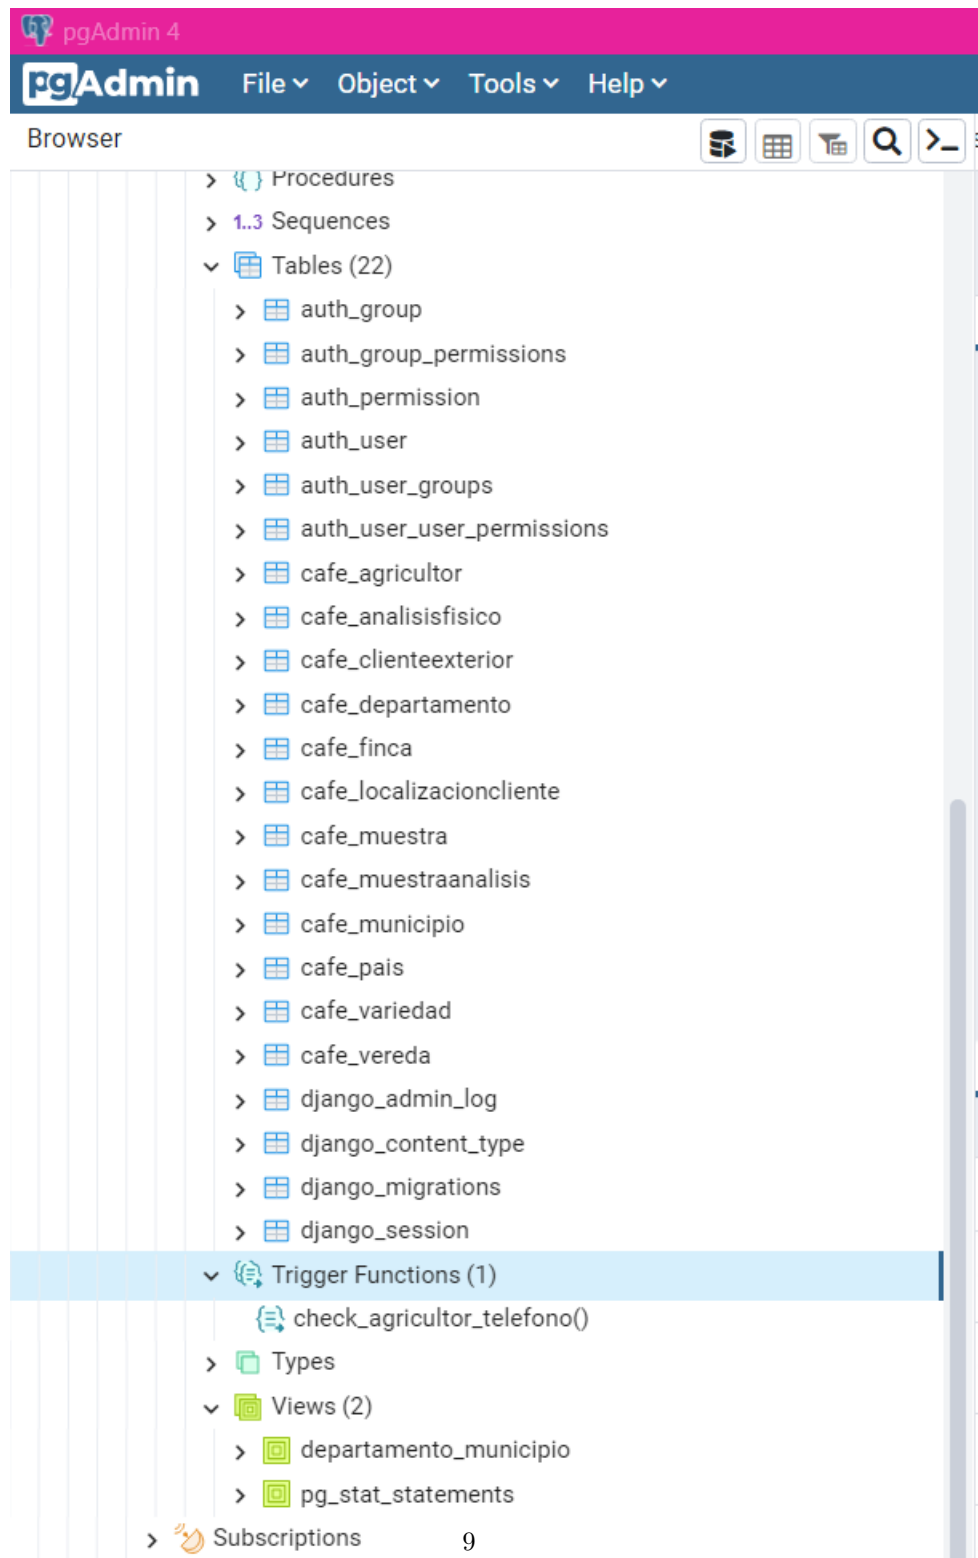 pgAdmin 4
pgAdmin File Object Tools Help
Browser
Procedures
1..3 Sequences
Tables (22)
auth_group
auth_group_permissions
auth_permission
auth_user
auth_user_groups
auth_user_user_permissions
cafe_agricultor
cafe_analisisfisico
cafe_clienteexterior
cafe_departamento
cafe_finca
cafe_localizacioncliente
cafe_muestra
cafe_muestraanalisis
cafe_municipio
cafe_pais
cafe_variedad
cafe_vereda
django_admin_log
django_content_type
django_migrations
django_session
Trigger Functions (1)
check_agricultor_telefono()
Types
Views (2)
departamento_municipio
pg_stat_statements
Subscriptions
9